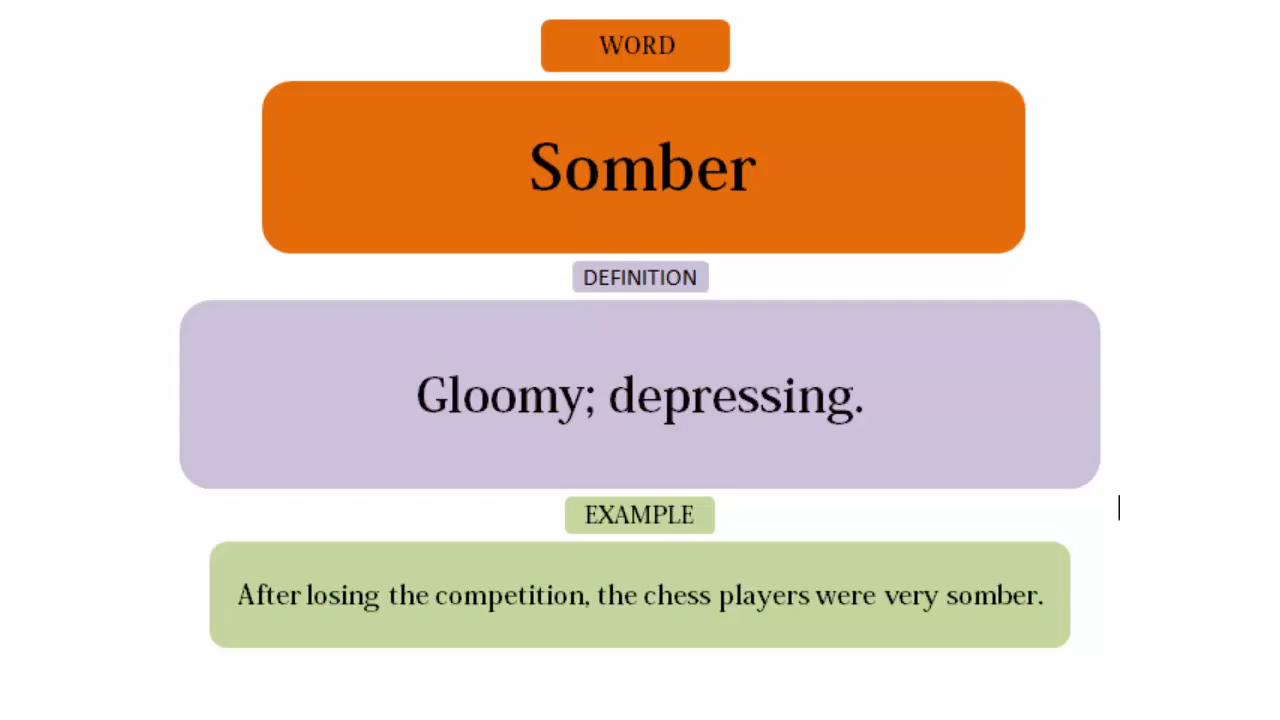 WORD
Somber
DEFINITION
Gloomy; depressing.
EXAMPLE
After losing the competition, the chess players were very somber.